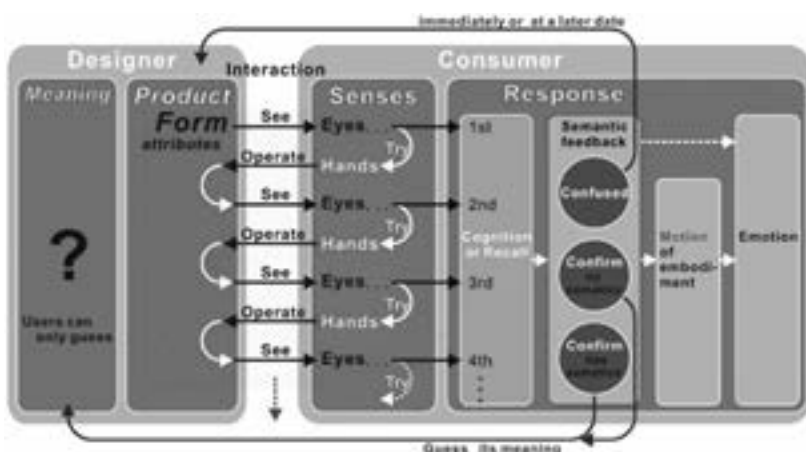 immediately or at a later date
Designer
Consumer
Interaction
Meaning
Product
Senses
Response
Form
attributes
See
Eyes. . .
1st
Semantic
feedback
Try
Operate
Hands
Confused
See
Eyes. . .
2nd
Try
Operate
Hands
Cognition
or Recall
Motion
of
embodi-
mant
Emotion
?
Confirm
See
Eyes. . .
3rd
Try
Users can
only guess
Operate
Hands
Confirm
See
Eyes. . .
4th
Try
Guess its meaning